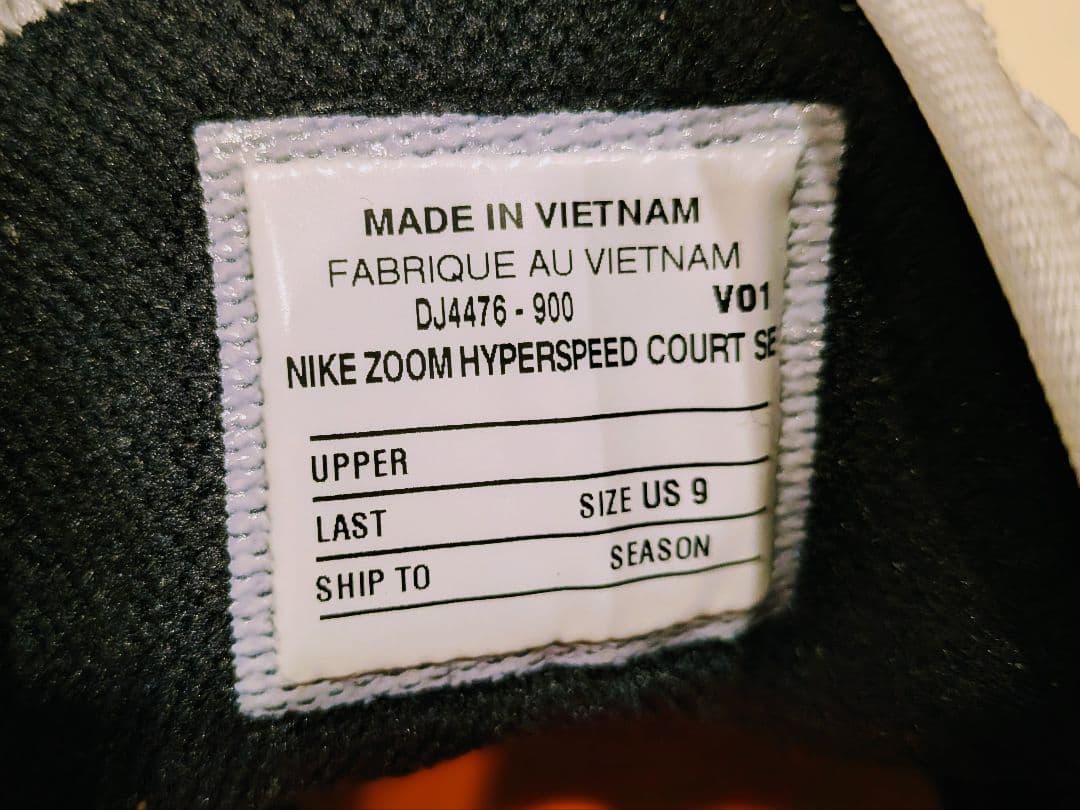 MADE IN VIETNAM
FABRIQUE AU VIETNAM
DJ4476 - 900 V01
NIKE ZOOM HYPERSPEED COURT SE
UPPER
LAST SIZE US 9
SHIP TO SEASON